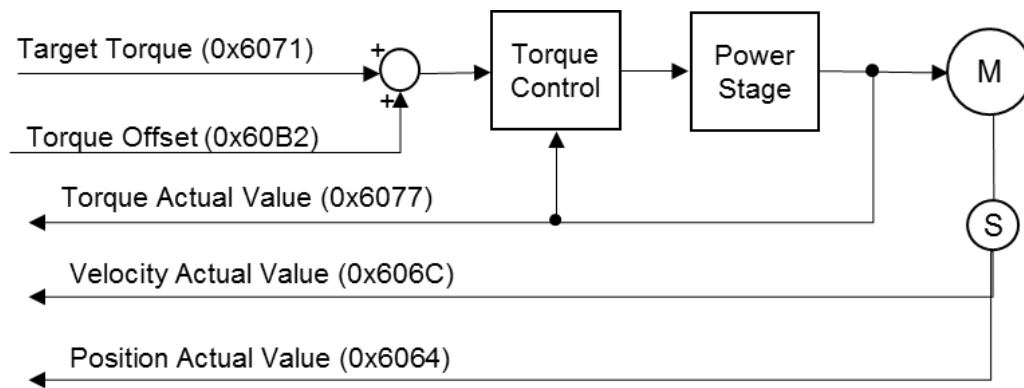 Target Torque (0x6071)
+
+
Torque
Control
Power
Stage
M
Torque Offset (0x60B2)
Torque Actual Value (0x6077)
S
Velocity Actual Value (0x606C)
Position Actual Value (0x6064)